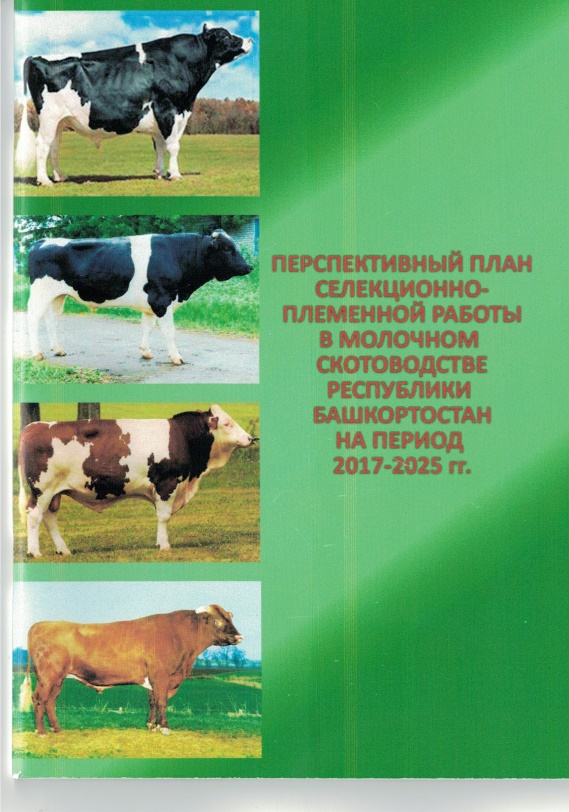 ПЕРСПЕКТИВНЫЙ ПЛАН
СЕЛЕКЦИОННО-
ПЛЕМЕННОЙ РАБОТЫ
В МОЛОЧНОМ
СКОТОВОДСТВЕ
РЕСПУБЛИКИ
БАШКОРТОСТАН
НА ПЕРИОД
2017-2025 гг.